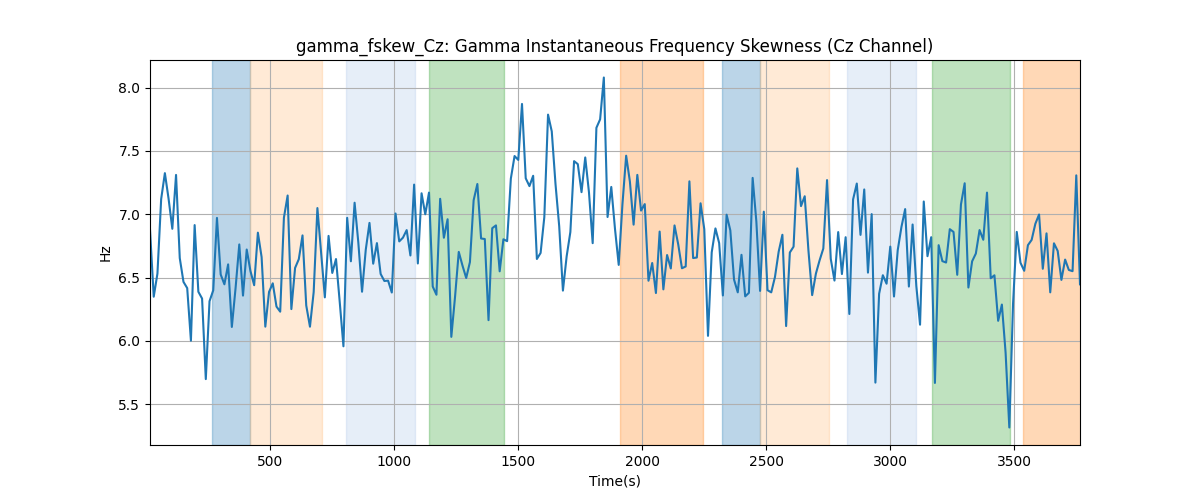 gamma_fskew_Cz: Gamma Instantaneous Frequency Skewness (Cz Channel)
8.0
7.5
7.0
6.5
6.0
5.5
Hz
500 1000 1500 2000 2500 3000 3500
Time(s)